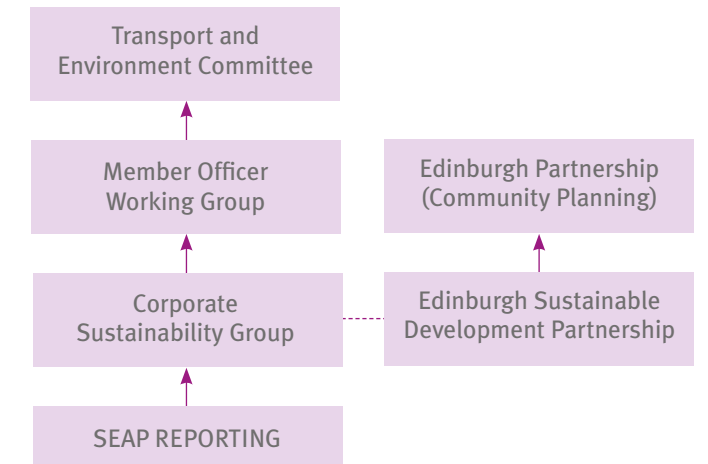 Transport and
Environment Committee
Member Officer
Working Group
Edinburgh Partnership
(Community Planning)
Corporate
Sustainability Group
Edinburgh Sustainable
Development Partnership
SEAP REPORTING